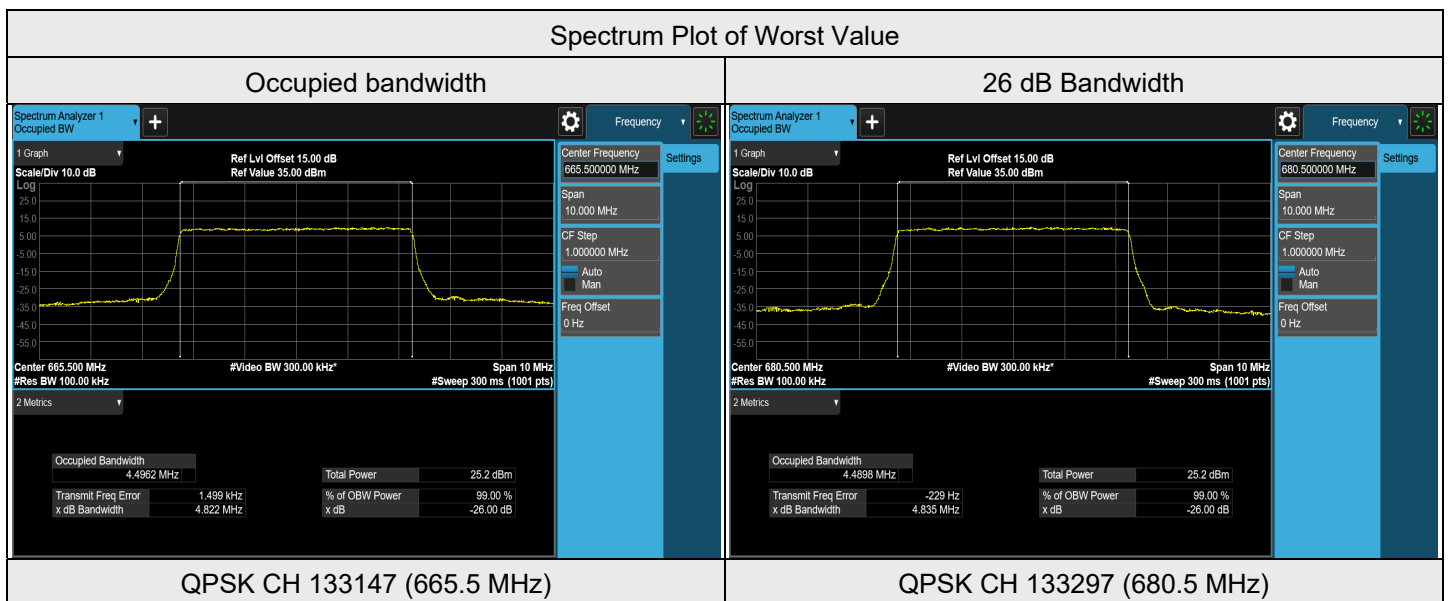 Spectrum Plot of Worst Value
Occupied bandwidth
26 dB Bandwidth
Spectrum Analyzer 1
Occupied BW
+
Frequency
1 Graph
Ref Lvl Offset 15.00 dB
Scale/Div 10.0 dB
Ref Value 35.00 dBm
Log
25.0
15.0
5.00
-5.00
-15.0
-25.0
-35.0
-45.0
-55.0
Center 665.500 MHz
#Video BW 300.00 kHz*
Span 10 MHz
#Res BW 100.00 kHz
#Sweep 300 ms (1001 pts)
Center Frequency
665.500000 MHz
Settings
Span
10.000 MHz
CF Step
1.000000 MHz
Auto
Man
Freq Offset
0 Hz
2 Metrics
Occupied Bandwidth
4.4962 MHz
Total Power 25.2 dBm
Transmit Freq Error 1.499 kHz
% of OBW Power 99.00 %
x dB Bandwidth 4.822 MHz
x dB -26.00 dB
Spectrum Analyzer 1
Occupied BW
+
Frequency
1 Graph
Ref Lvl Offset 15.00 dB
Scale/Div 10.0 dB
Ref Value 35.00 dBm
Log
25.0
15.0
5.00
-5.00
-15.0
-25.0
-35.0
-45.0
-55.0
Center 680.500 MHz
#Video BW 300.00 kHz*
Span 10 MHz
#Res BW 100.00 kHz
#Sweep 300 ms (1001 pts)
Center Frequency
680.500000 MHz
Settings
Span
10.000 MHz
CF Step
1.000000 MHz
Auto
Man
Freq Offset
0 Hz
2 Metrics
Occupied Bandwidth
4.4898 MHz
Total Power 25.2 dBm
Transmit Freq Error -229 Hz
% of OBW Power 99.00 %
x dB Bandwidth 4.835 MHz
x dB -26.00 dB
QPSK CH 133147 (665.5 MHz)
QPSK CH 133297 (680.5 MHz)